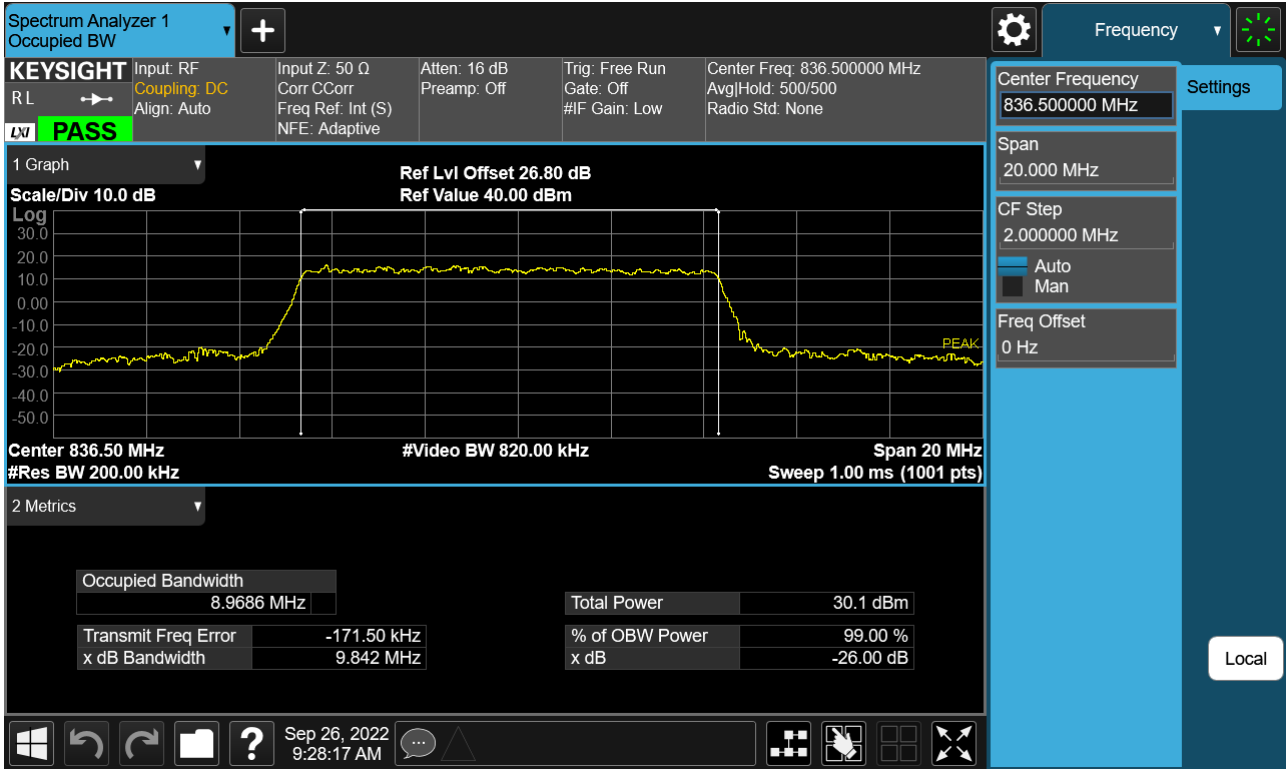 Spectrum Analyzer 1
Occupied BW
Frequency
KEYSIGHT
R L
LXI PASS
Input: RF
Coupling: DC
Align: Auto
Input Z: 50 Ω
Corr CCorr
Freq Ref: Int (S)
NFE: Adaptive
Atten: 16 dB
Preamp: Off
Trig: Free Run
Gate: Off
#IF Gain: Low
Center Freq: 836.500000 MHz
Avg|Hold: 500/500
Radio Std: None
Center Frequency
836.500000 MHz
Settings
Span
20.000 MHz
CF Step
2.000000 MHz
Auto
Man
Freq Offset
0 Hz
1 Graph
Scale/Div 10.0 dB
Ref Lvl Offset 26.80 dB
Ref Value 40.00 dBm
Log
30.0
20.0
10.0
0.00
-10.0
-20.0
-30.0
-40.0
-50.0
PEAK
Center 836.50 MHz
#Video BW 820.00 kHz
Span 20 MHz
#Res BW 200.00 kHz
Sweep 1.00 ms (1001 pts)
2 Metrics
Occupied Bandwidth
8.9686 MHz
Total Power 30.1 dBm
Transmit Freq Error -171.50 kHz
% of OBW Power 99.00 %
x dB Bandwidth 9.842 MHz
x dB -26.00 dB
Local
Sep 26, 2022
9:28:17 AM